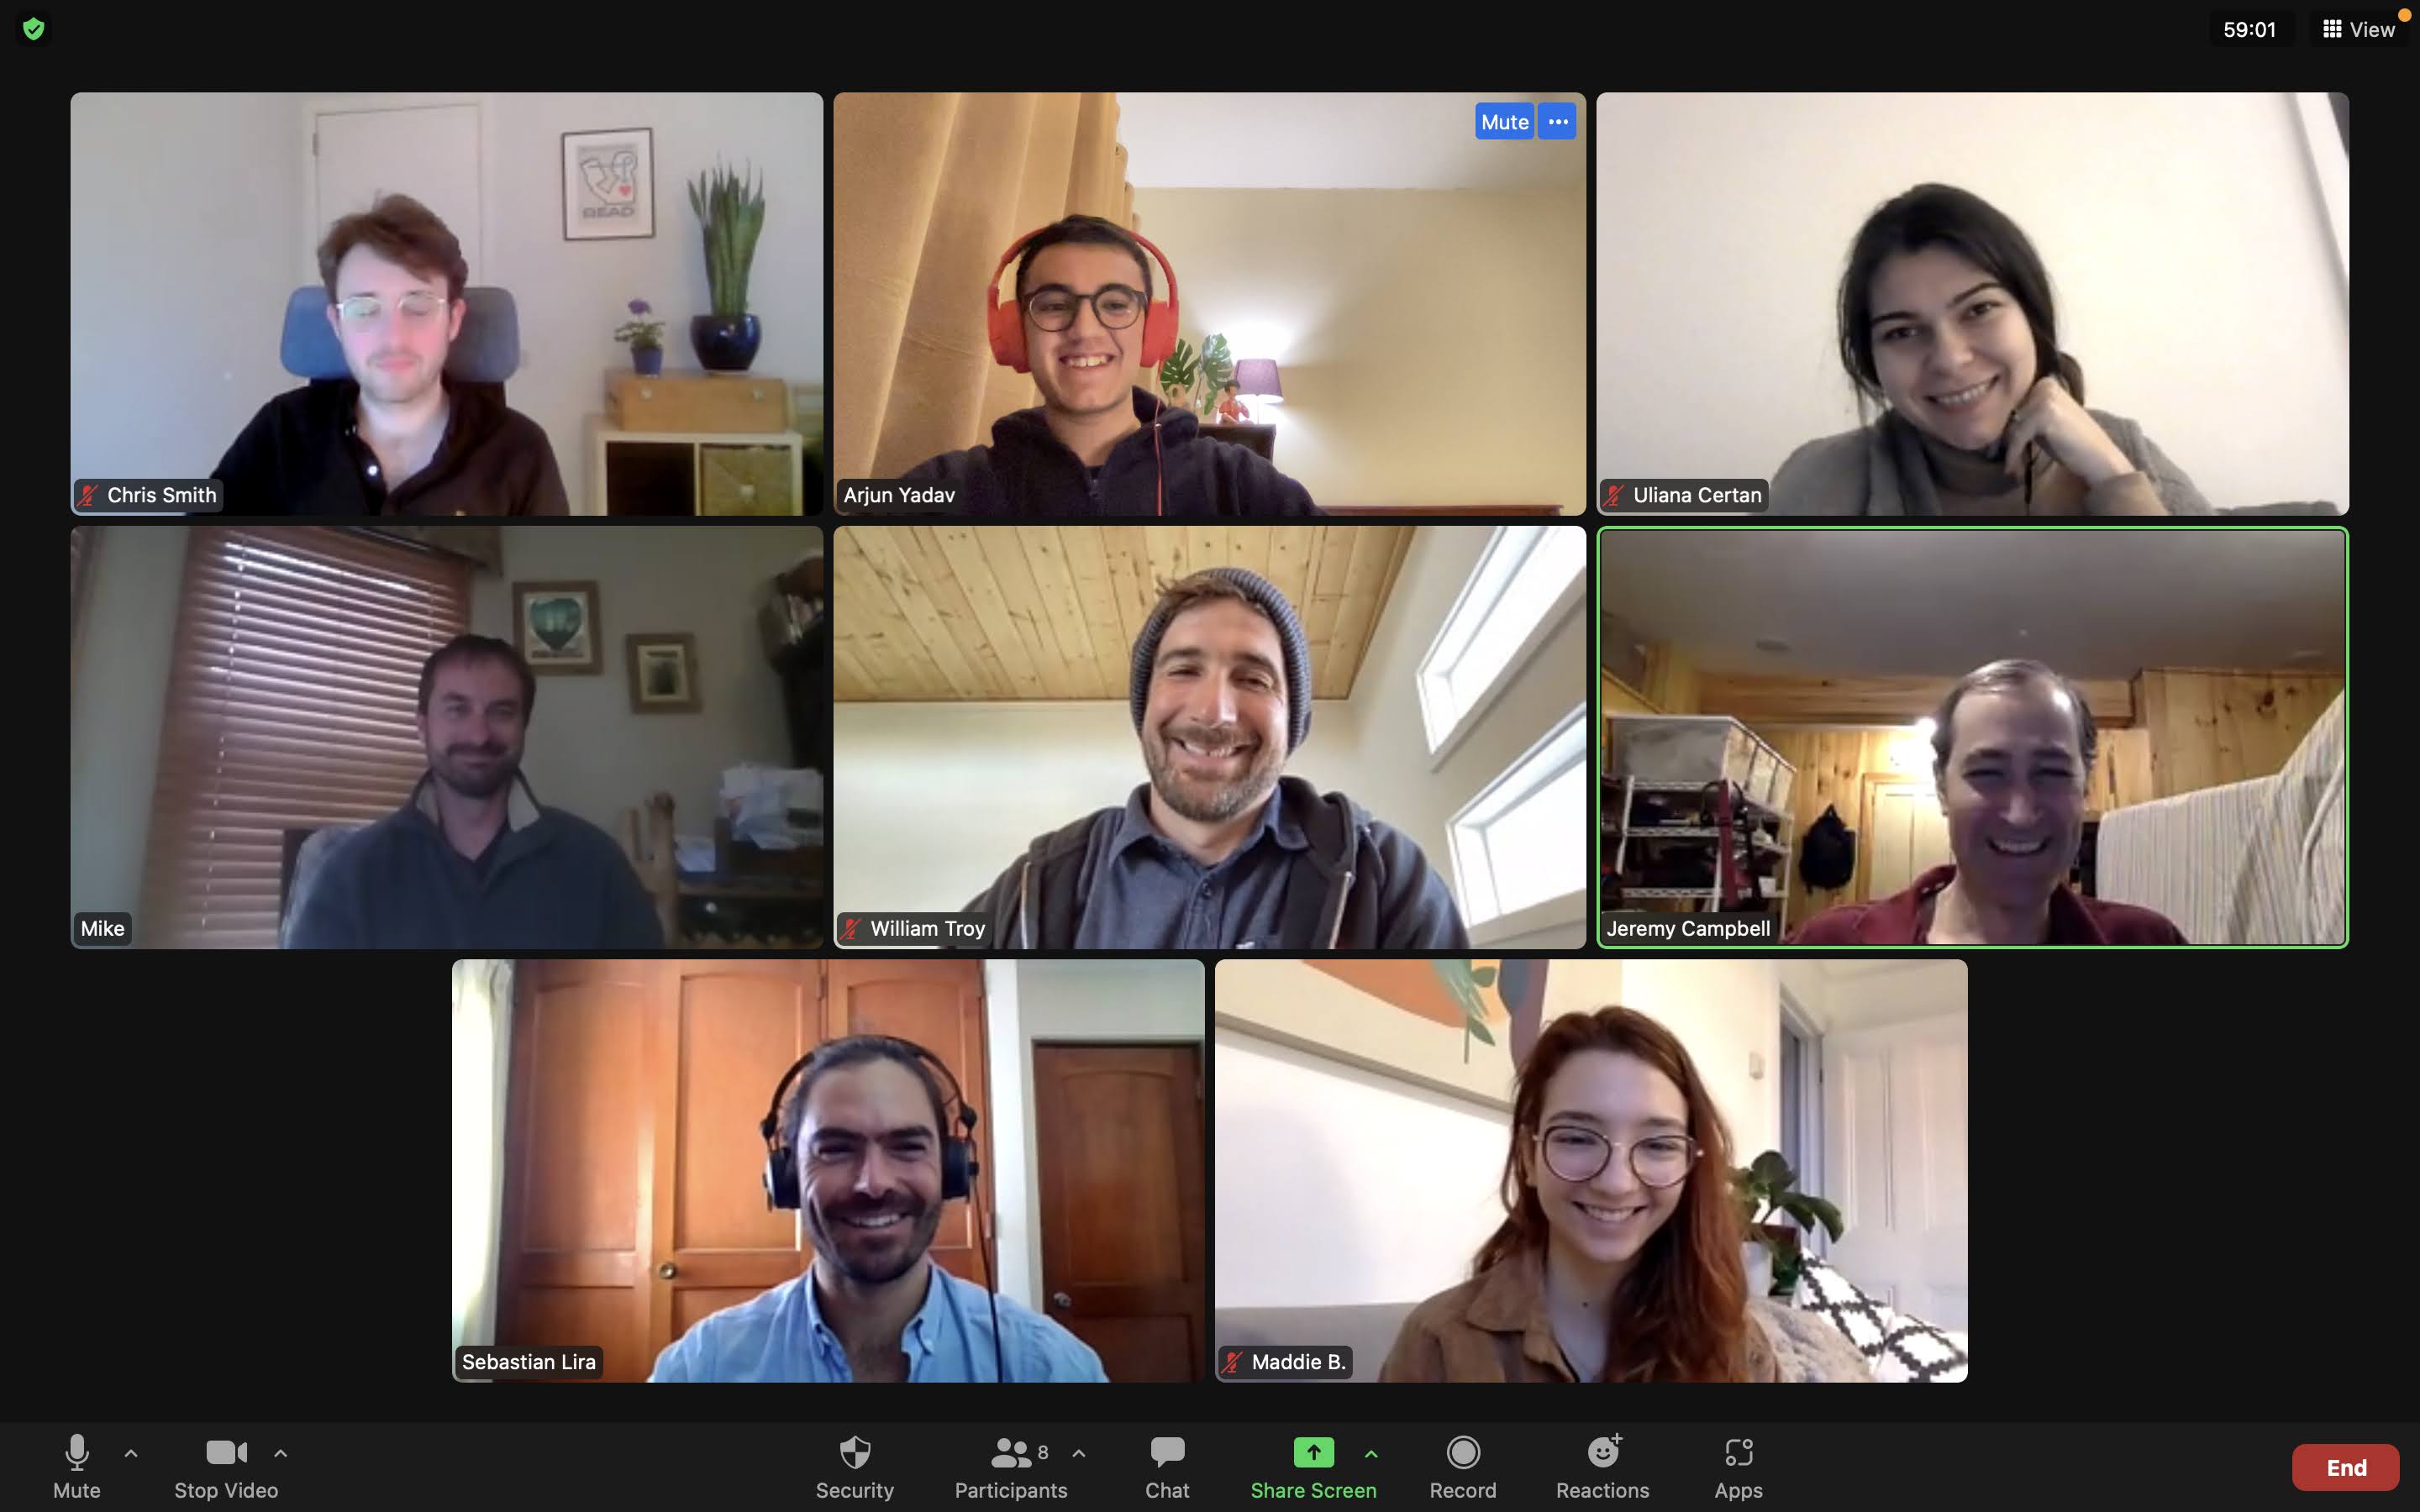 59:01
View
Mute
READ
Chris Smith
Arjun Yadav
Uliana Certan
Mike
William Troy
Jeremy Campbell
Sebastian Lira
Maddie B.
8
Mute
Stop Video
Security
Participants
Chat
Share Screen
Record
Reactions
Apps
End